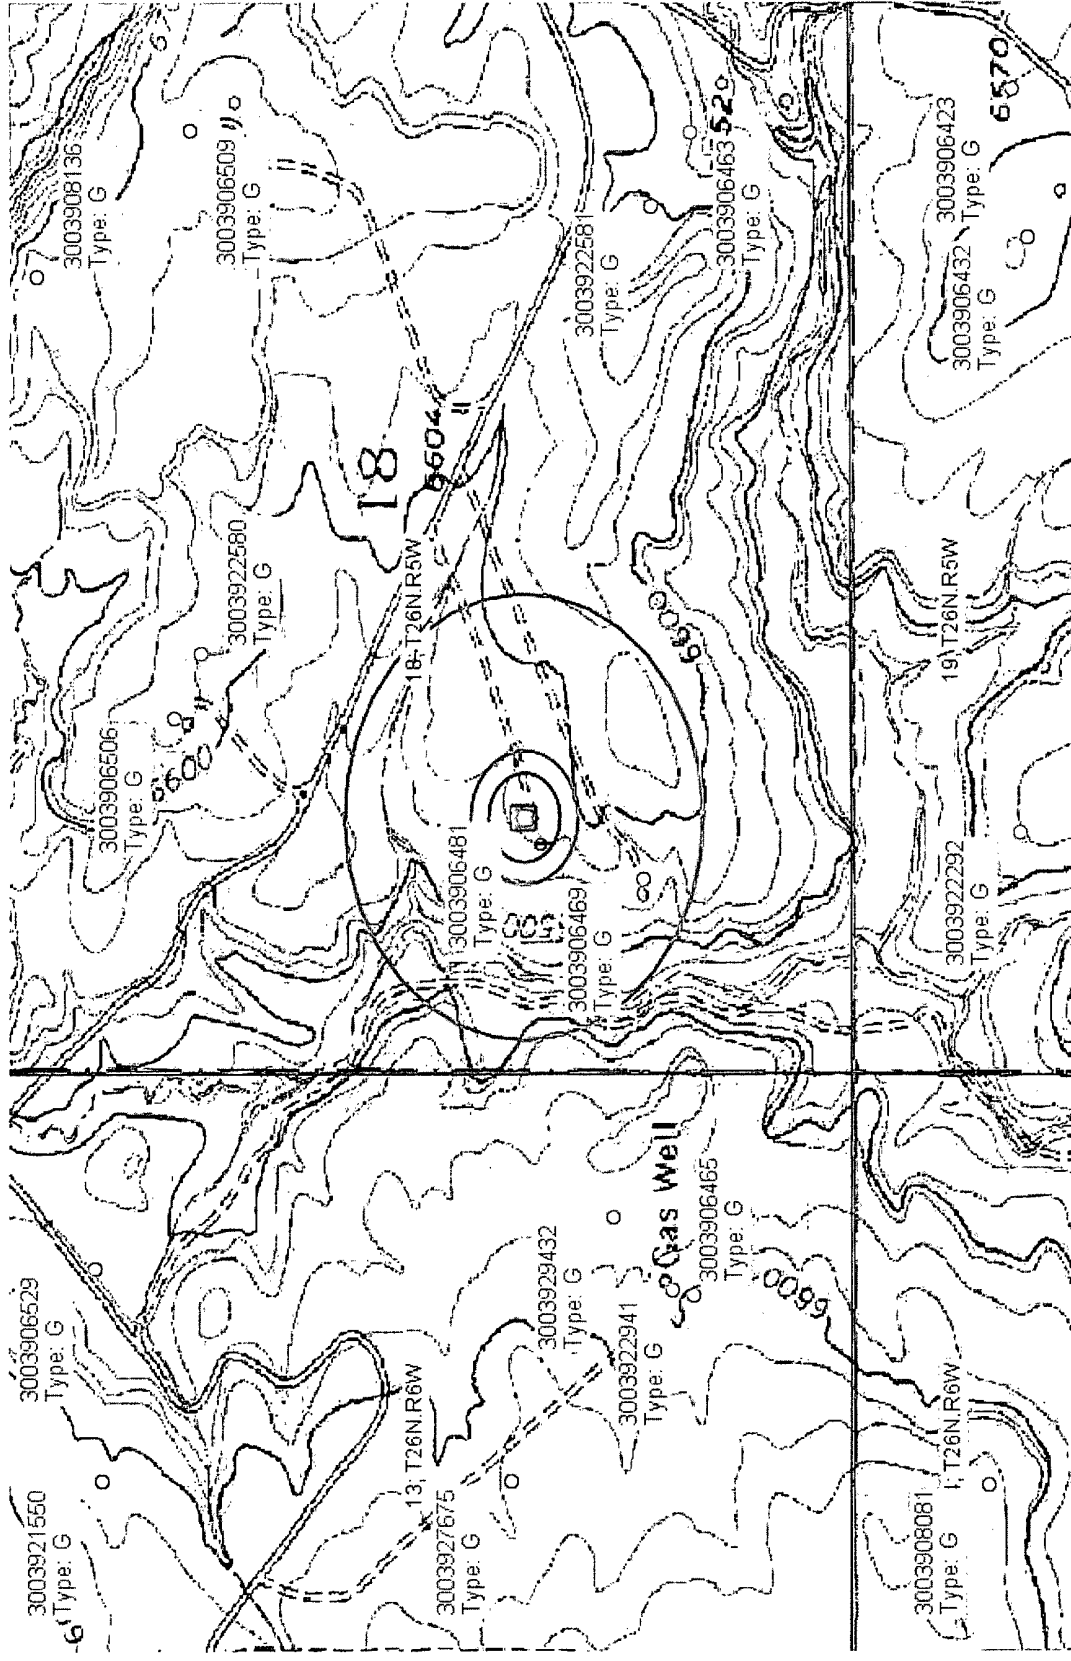 3003921550
Type: G
3003906529
Type: G
3003906506
Type: G
3003908136
Type: G
6600
3003922580
Type: G
3003906509
Type: G
18
13; T26N.R6W
18; T26N.R5W
6604
3003927675
Type: G
3003906481
Type: G
3003929432
Type: G
3003906469
Type: G
3003922581
Type: G
3003922941
Type: G
Gas Well
3003906465
Type: G
6600
3003906463
Type: G
6600
3003908081
Type: G
T26N.R6W
3003922292
Type: G
19; T26N.R5W
3003906432
Type: G
3003906423
Type: G
6570